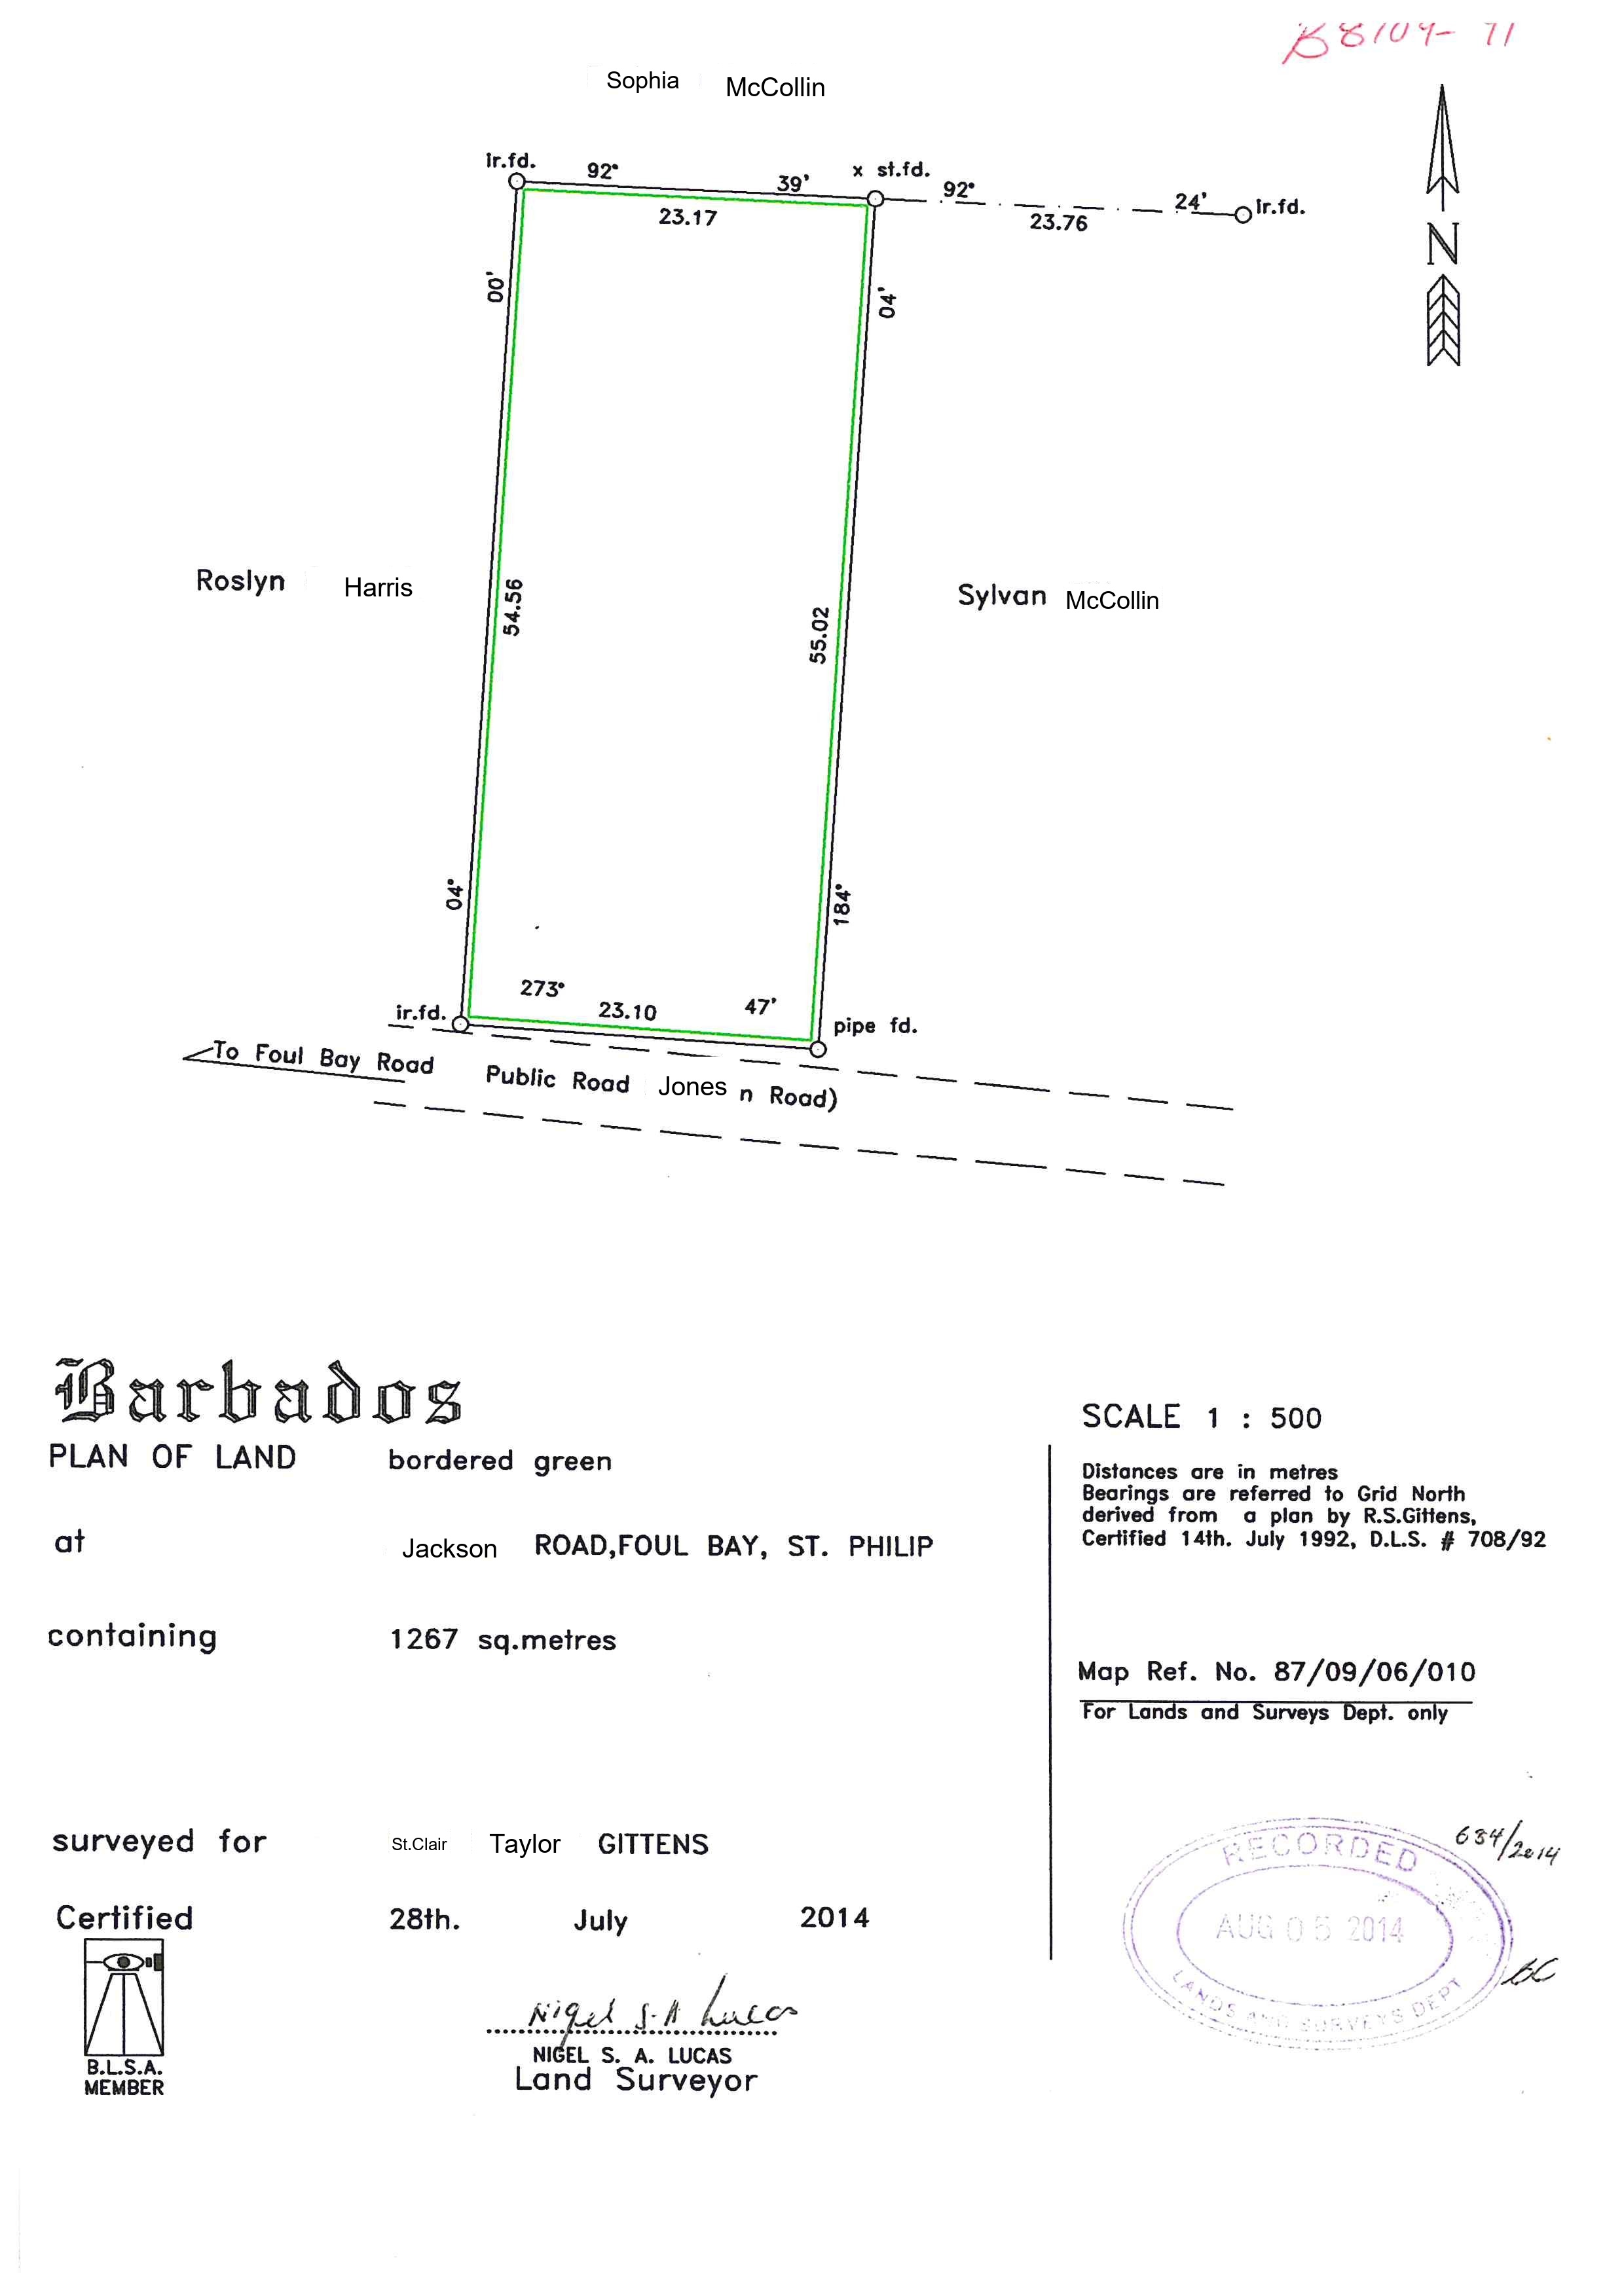 B8104-71
Sophia McCollin
ir.fd. 92° 39' x st.fd. 92° 24' ir.fd.
23.17 23.76
00' 04'
N
Roslyn Harris
54.56
55.02
Sylvan McCollin
04° 184°
273° 23.10 47'
ir.fd. pipe fd.
To Foul Bay Road Public Road Jones n Road)
Barbados
PLAN OF LAND bordered green
at Jackson ROAD,FOUL BAY, ST. PHILIP
containing 1267 sq.metres
surveyed for St.Clair Taylor GITTENS
Certified 28th. July 2014
B.L.S.A.
MEMBER
Nigel S.A Lucas
NIGEL S. A. LUCAS
Land Surveyor
SCALE 1 : 500
Distances are in metres
Bearings are referred to Grid North
derived from a plan by R.S.Gittens,
Certified 14th. July 1992, D.L.S. # 708/92
Map Ref. No. 87/09/06/010
For Lands and Surveys Dept. only
634/2014
RECORDED
AUG 05 2014
LANDS AND SURVEYS DEPT